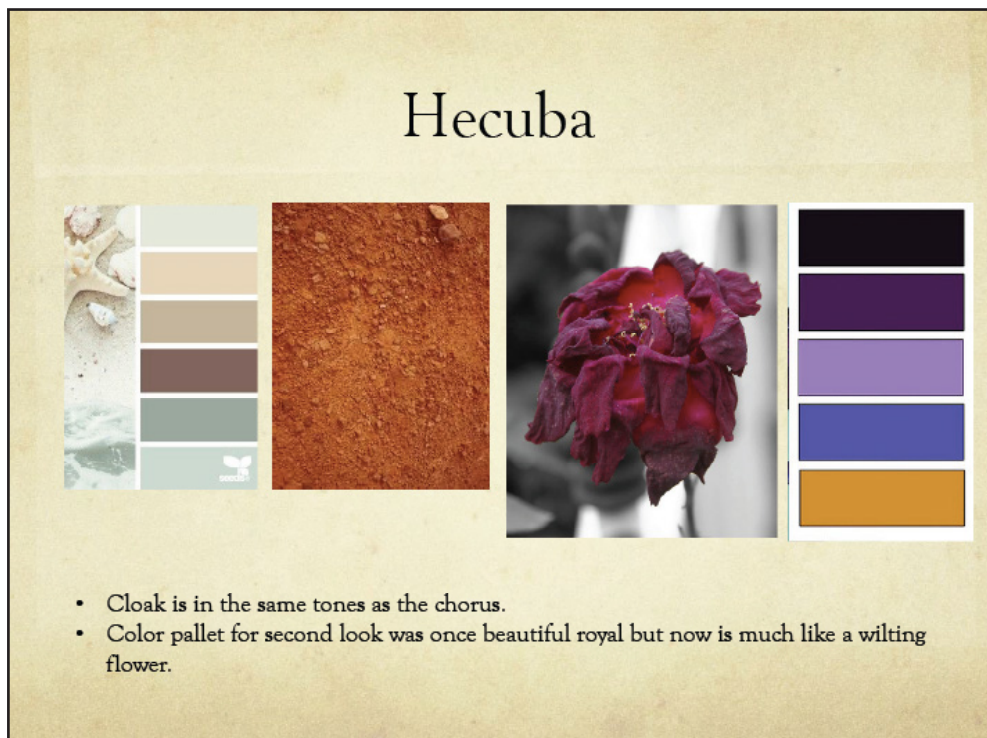 Hecuba
seeds
• Cloak is in the same tones as the chorus.
• Color pallet for second look was once beautiful royal but now is much like a wilting
flower.